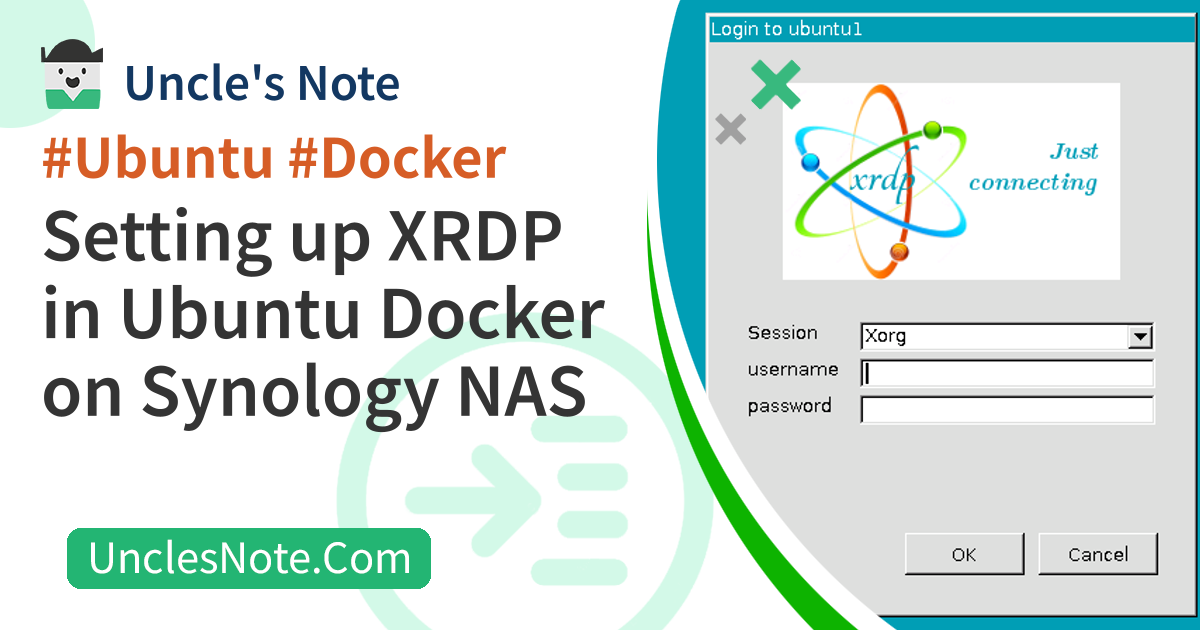 Uncle's Note
#Ubuntu #Docker
Setting up XRDP
in Ubuntu Docker
on Synology NAS
UnclesNote.Com
Login to ubuntu1
xrdp
Just
connecting
Session
Xorg
username
password
OK
Cancel